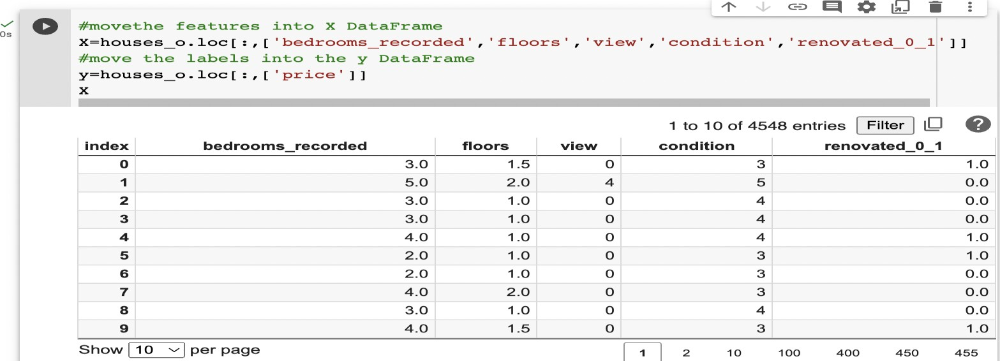 #movethe features into X DataFrame
0s
X=houses_o.loc[:,['bedrooms_recorded','floors','view','condition','renovated_0_1']]
#move the labels into the y DataFrame
y=houses_o.loc[:,['price']]
X
1 to 10 of 4548 entries Filter ?
index bedrooms_recorded floors view condition renovated_0_1
0 3.0 1.5 0 3 1.0
1 5.0 2.0 4 5 0.0
2 3.0 1.0 0 4 0.0
3 3.0 1.0 0 4 0.0
4 4.0 1.0 0 4 1.0
5 2.0 1.0 0 3 1.0
6 2.0 1.0 0 3 0.0
7 4.0 2.0 0 3 0.0
8 3.0 1.0 0 4 0.0
9 4.0 1.5 0 3 1.0
Show 10 per page 1 2 10 100 400 450 455